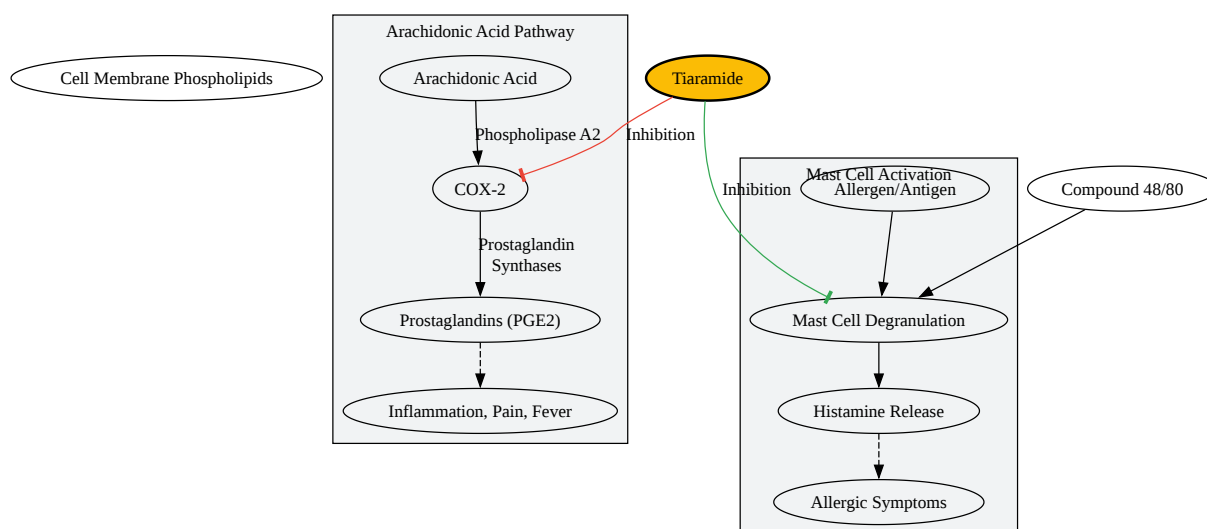 Arachidonic Acid Pathway
Cell Membrane Phospholipids
Arachidonic Acid
Tiaramide
Phospholipase A2
Inhibition
Mast Cell Activation
COX-2
Inhibition
Allergen/Antigen
Compound 48/80
Prostaglandin
Synthases
Prostaglandins (PGE2)
Mast Cell Degranulation
Inflammation, Pain, Fever
Histamine Release
Allergic Symptoms